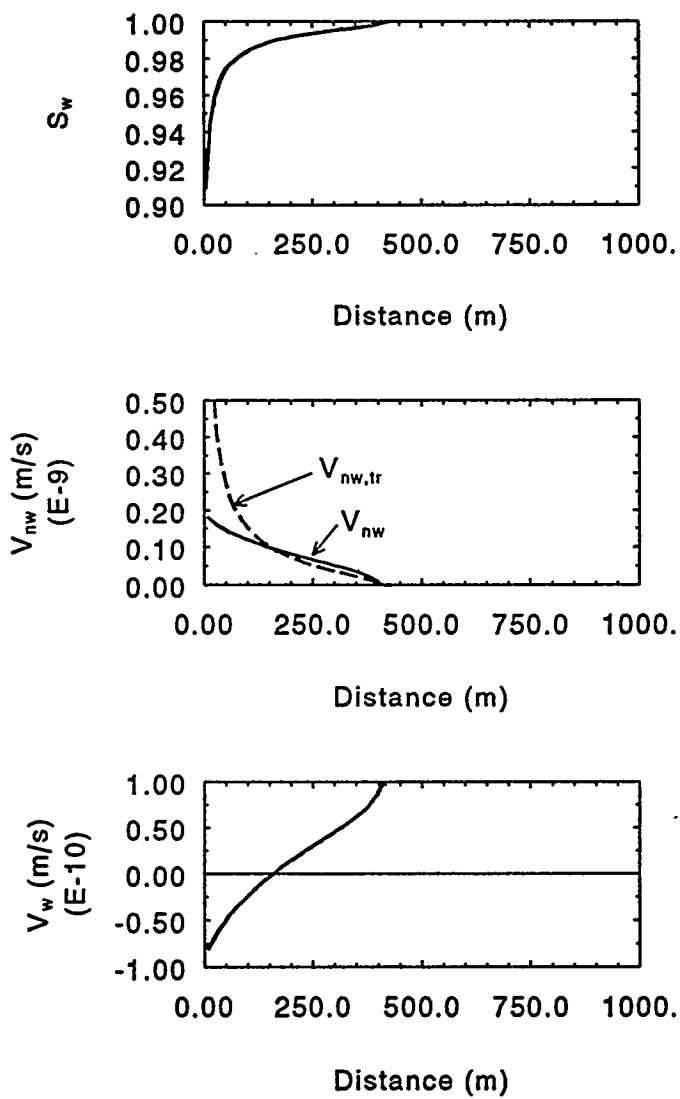 1.00
0.98
0.96
0.94
0.92
0.90
S_w
0.00 250.0 500.0 750.0 1000.
Distance (m)
0.50
0.40
0.30
0.20
0.10
0.00
V_nw (m/s)
(E-9)
V_nw,tr
V_nw
0.00 250.0 500.0 750.0 1000.
Distance (m)
1.00
0.50
0.00
-0.50
-1.00
V_w (m/s)
(E-10)
0.00 250.0 500.0 750.0 1000.
Distance (m)